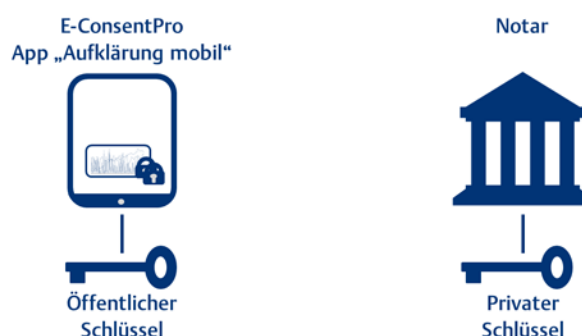 E-ConsentPro
App „Aufklärung mobil“
Notar
Öffentlicher
Schlüssel
Privater
Schlüssel